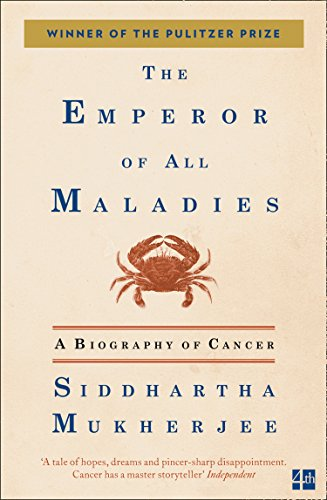 WINNER OF THE PULITZER PRIZE
THE
EMPEROR
OF ALL
MALADIES
A BIOGRAPHY OF CANCER
SIDDHARTHA
MUKHERJEE
‘A tale of hopes, dreams and pincer-sharp disappointment.
Cancer has a master storyteller’ Independent
4th